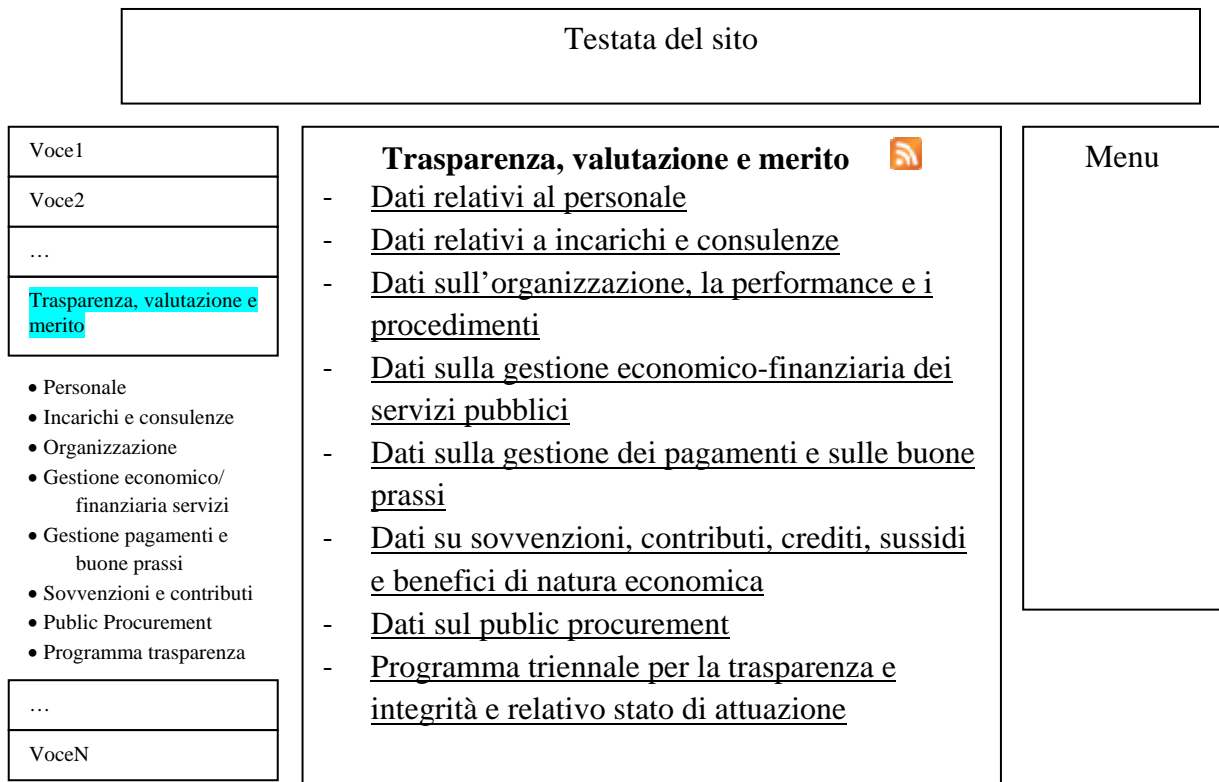 Testata del sito
Voce1
Voce2
…
Trasparenza, valutazione e
merito
• Personale
• Incarichi e consulenze
• Organizzazione
• Gestione economico/
finanziaria servizi
• Gestione pagamenti e
buone prassi
• Sovvenzioni e contributi
• Public Procurement
• Programma trasparenza
…
VoceN
Trasparenza, valutazione e merito
- Dati relativi al personale
- Dati relativi a incarichi e consulenze
- Dati sull’organizzazione, la performance e i
procedimenti
- Dati sulla gestione economico-finanziaria dei
servizi pubblici
- Dati sulla gestione dei pagamenti e sulle buone
prassi
- Dati su sovvenzioni, contributi, crediti, sussidi
e benefici di natura economica
- Dati sul public procurement
- Programma triennale per la trasparenza e
integrità e relativo stato di attuazione
Menu